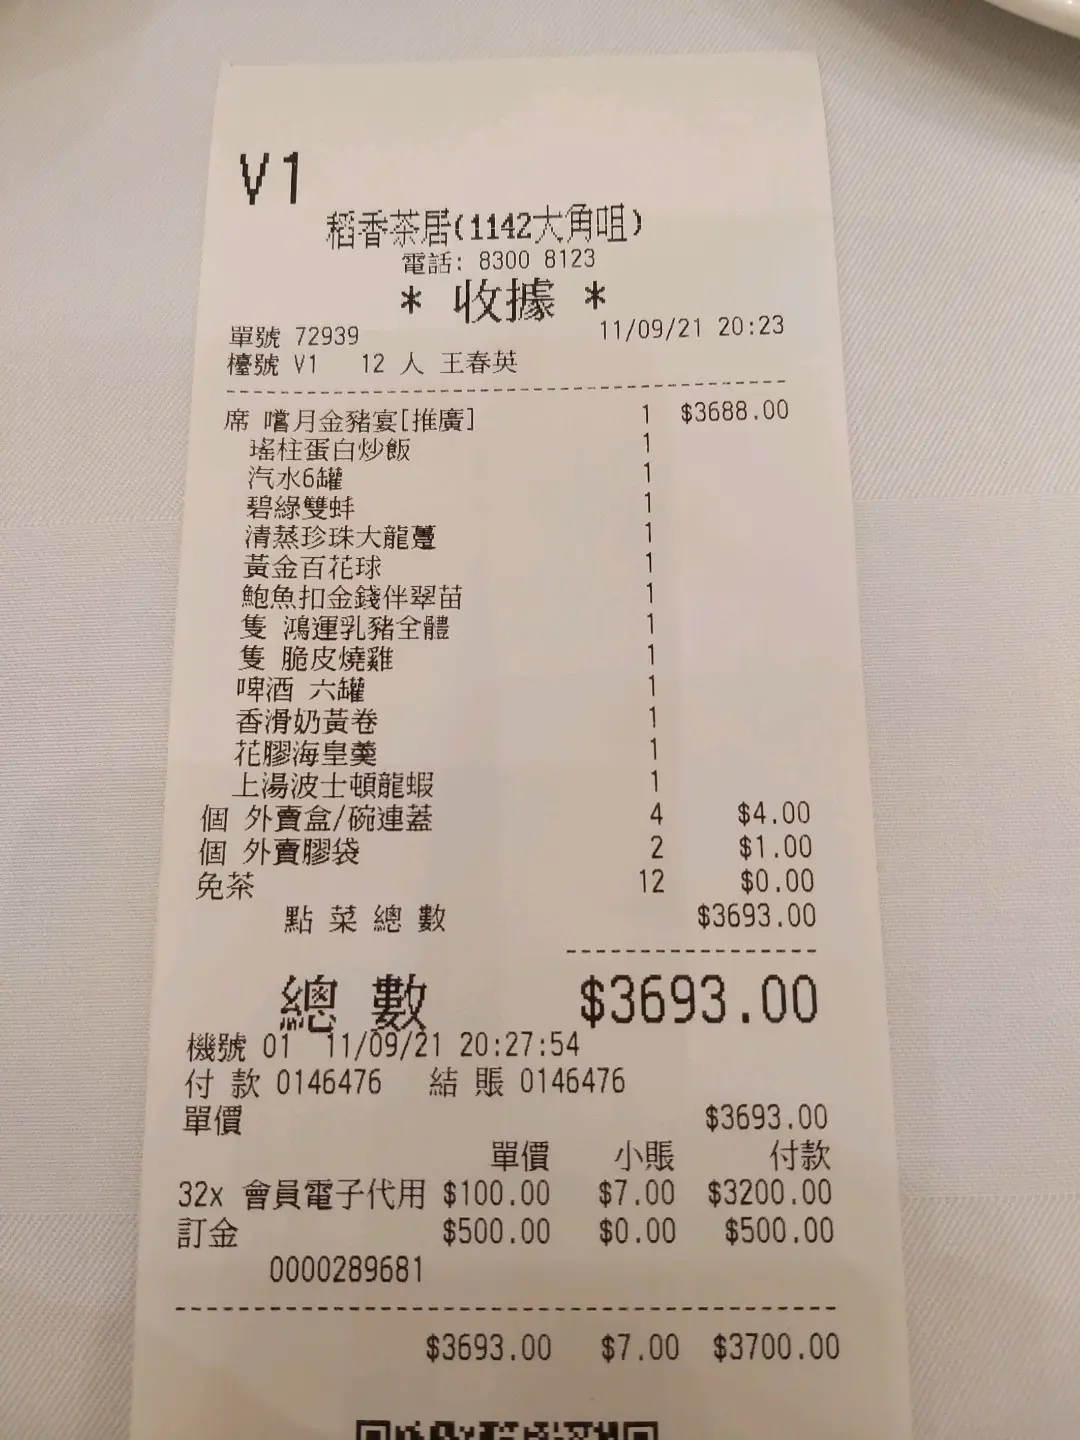 V1
稻香茶居(1142大角咀)
電話: 8300 8123
* 收據 *
單號 72939 11/09/21 20:23
檯號 V1 12 人 王春英
席 嚐月金豬宴[推廣] 1 $3688.00
瑤柱蛋白炒飯 1
汽水6罐 1
碧綠雙蚌 1
清蒸珍珠大龍躉 1
黃金百花球 1
鮑魚扣金錢伴翠苗 1
隻 鴻運乳豬全體 1
隻 脆皮燒雞 1
啤酒 六罐 1
香滑奶黃卷 1
花膠海皇羹 1
上湯波士頓龍蝦 1
個 外賣盒/碗連蓋 4 $4.00
個 外賣膠袋 2 $1.00
免茶 12 $0.00
點 菜 總 數 $3693.00
總 數 $3693.00
機號 01 11/09/21 20:27:54
付 款 0146476 結 賬 0146476
單價 $3693.00
單價 小賬 付款
32x 會員電子代用 $100.00 $7.00 $3200.00
訂金 $500.00 $0.00 $500.00
0000289681
$3693.00 $7.00 $3700.00